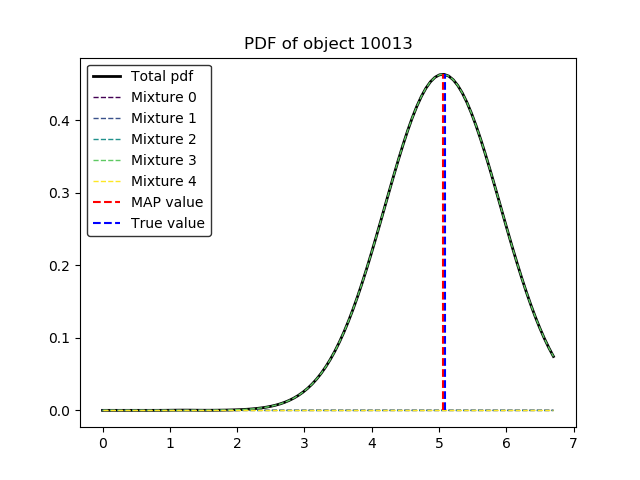 PDF of object 10013
Total pdf
Mixture 0
Mixture 1
Mixture 2
Mixture 3
Mixture 4
MAP value
True value
0.4
0.3
0.2
0.1
0.0
0 1 2 3 4 5 6 7